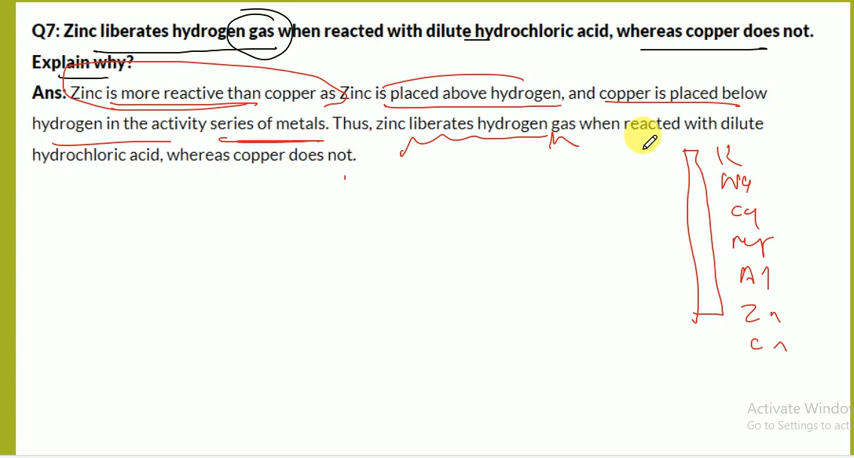 Q7: Zinc liberates hydrogen gas when reacted with dilute hydrochloric acid, whereas copper does not.
Explain why?
Ans: Zinc is more reactive than copper as Zinc is placed above hydrogen, and copper is placed below
hydrogen in the activity series of metals. Thus, zinc liberates hydrogen gas when reacted with dilute
hydrochloric acid, whereas copper does not.
K
Na
Ca
Al
Zn
Activate Windo
Go to Settings to act